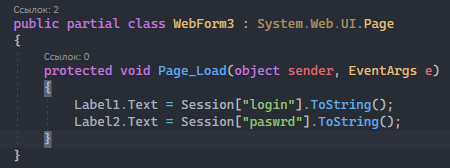 Ссылок: 2
public partial class WebForm3 : System.Web.UI.Page
{
Ссылок: 0
protected void Page_Load(object sender, EventArgs e)
{
Label1.Text = Session["login"].ToString();
Label2.Text = Session["paswrd"].ToString();
}
}